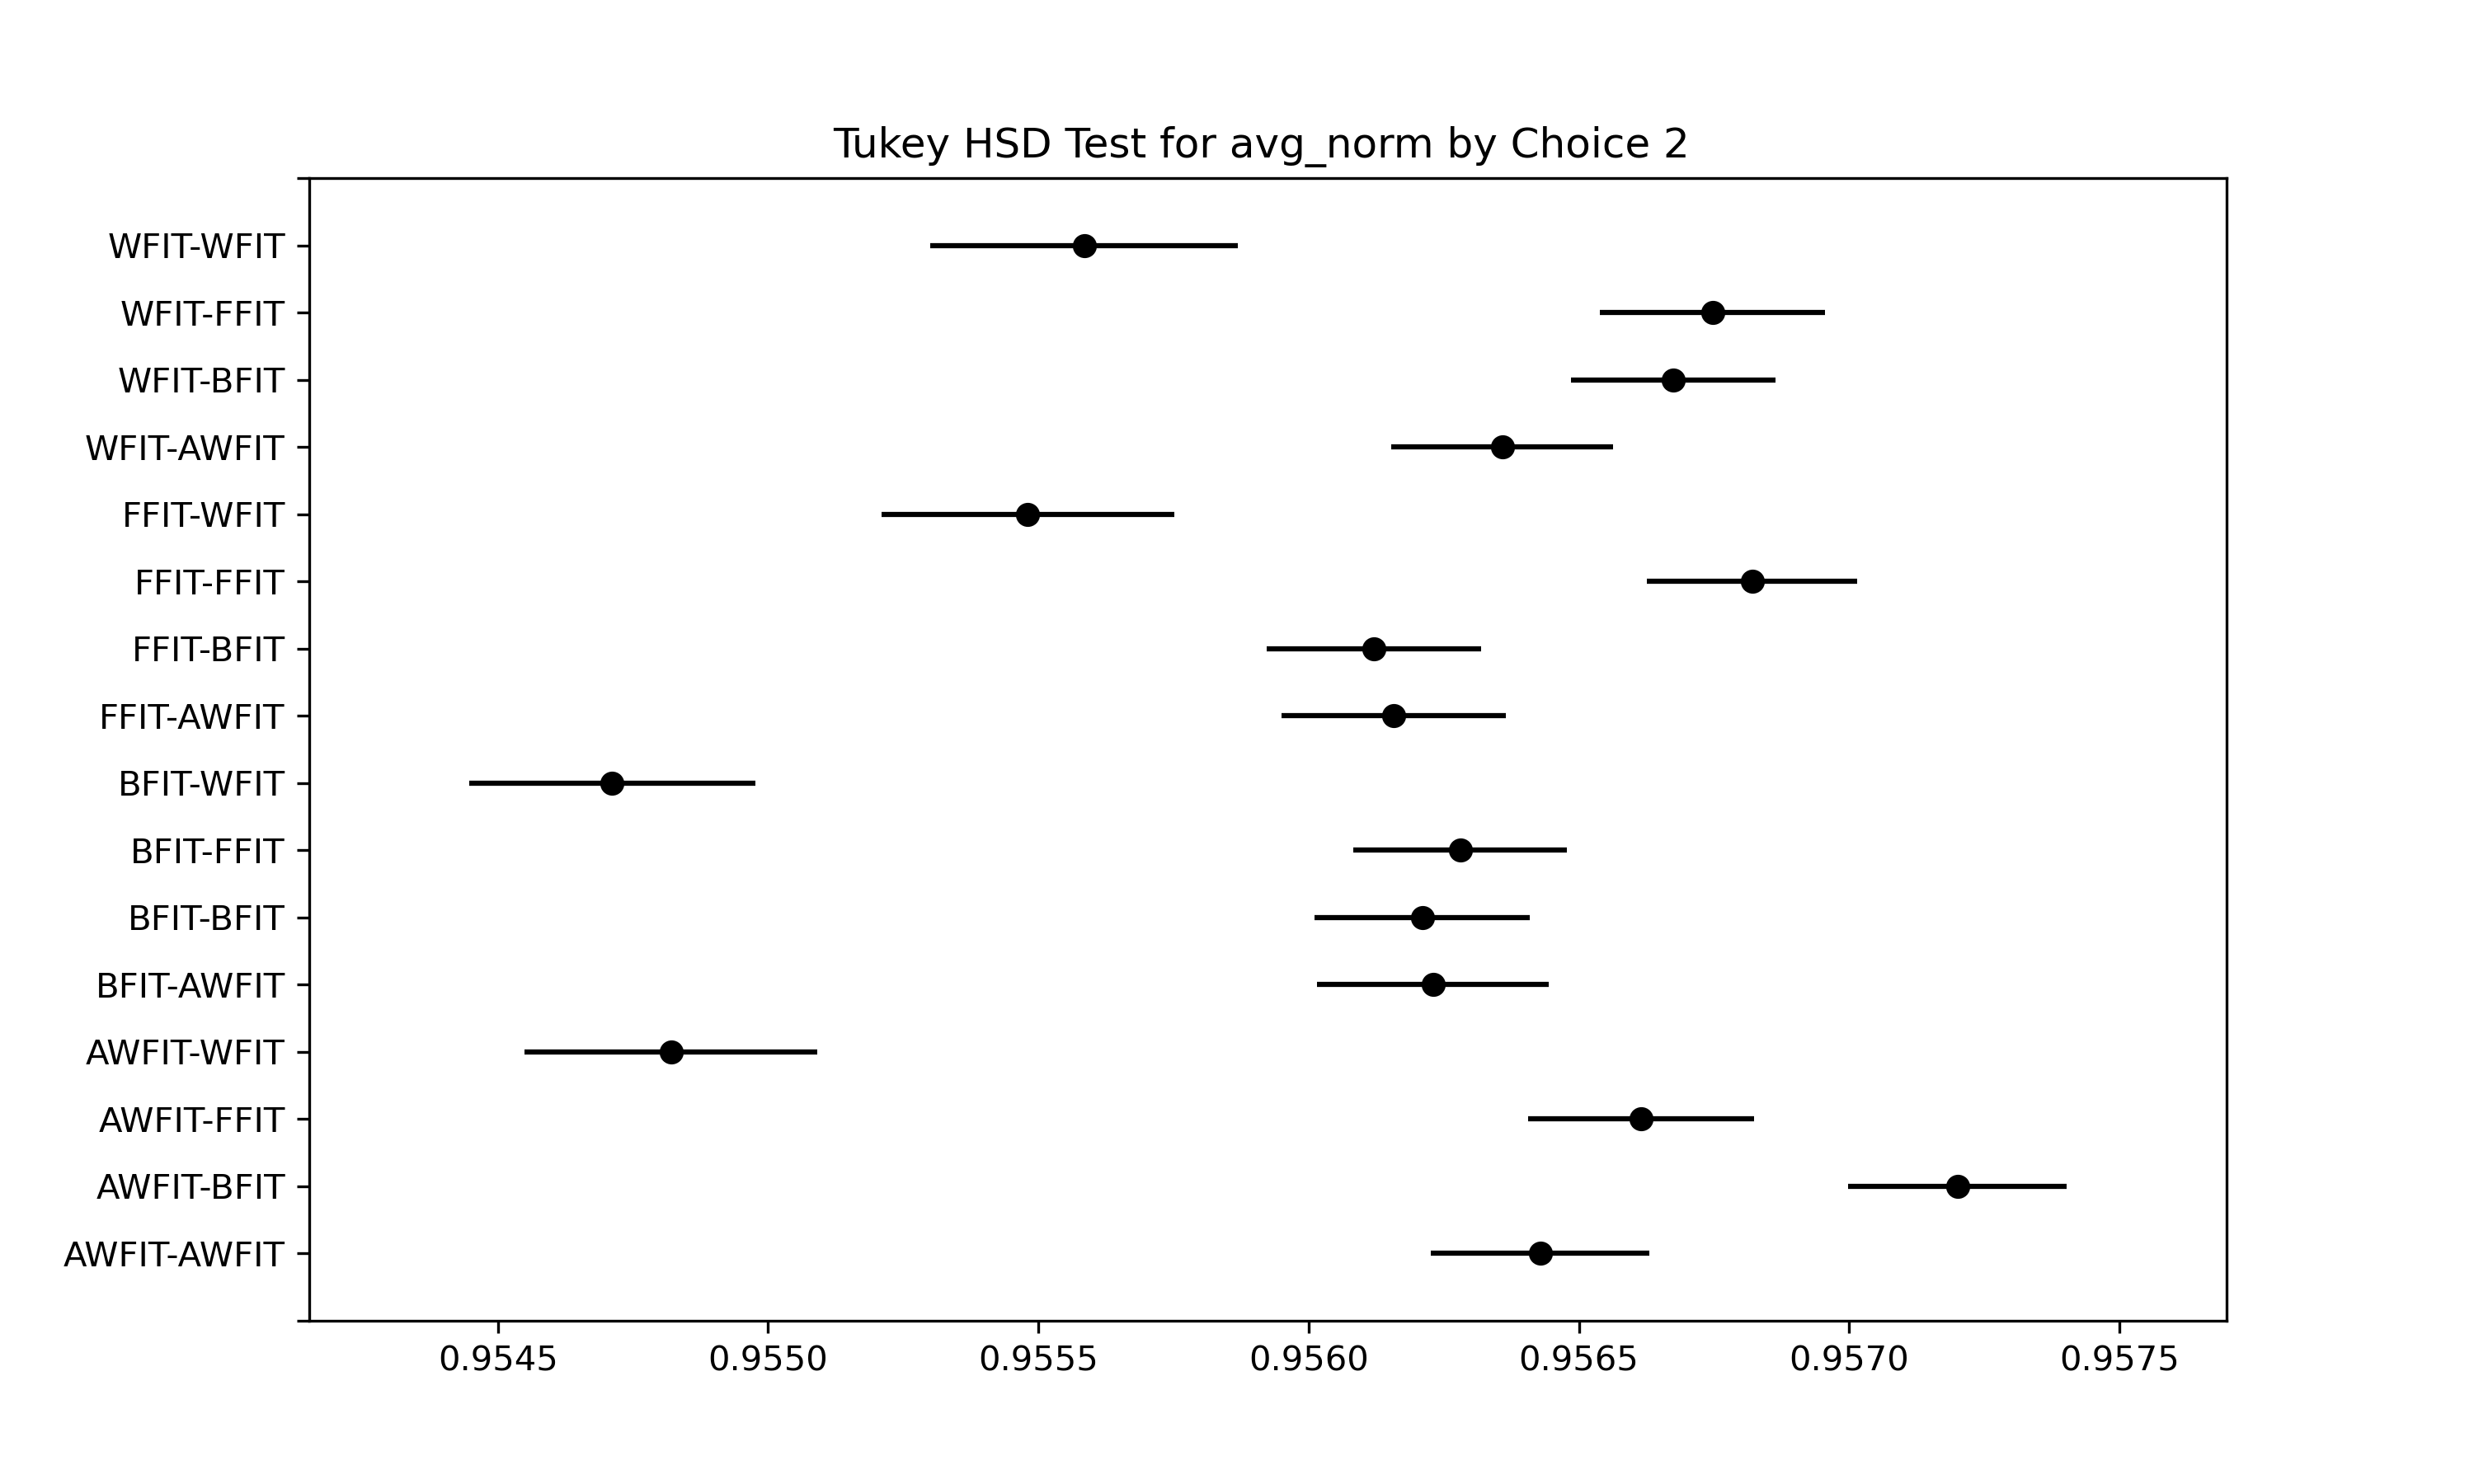 Tukey HSD Test for avg_norm by Choice 2
WFIT-WFIT
WFIT-FFIT
WFIT-BFIT
WFIT-AWFIT
FFIT-WFIT
FFIT-FFIT
FFIT-BFIT
FFIT-AWFIT
BFIT-WFIT
BFIT-FFIT
BFIT-BFIT
BFIT-AWFIT
AWFIT-WFIT
AWFIT-FFIT
AWFIT-BFIT
AWFIT-AWFIT
0.9545 0.9550 0.9555 0.9560 0.9565 0.9570 0.9575